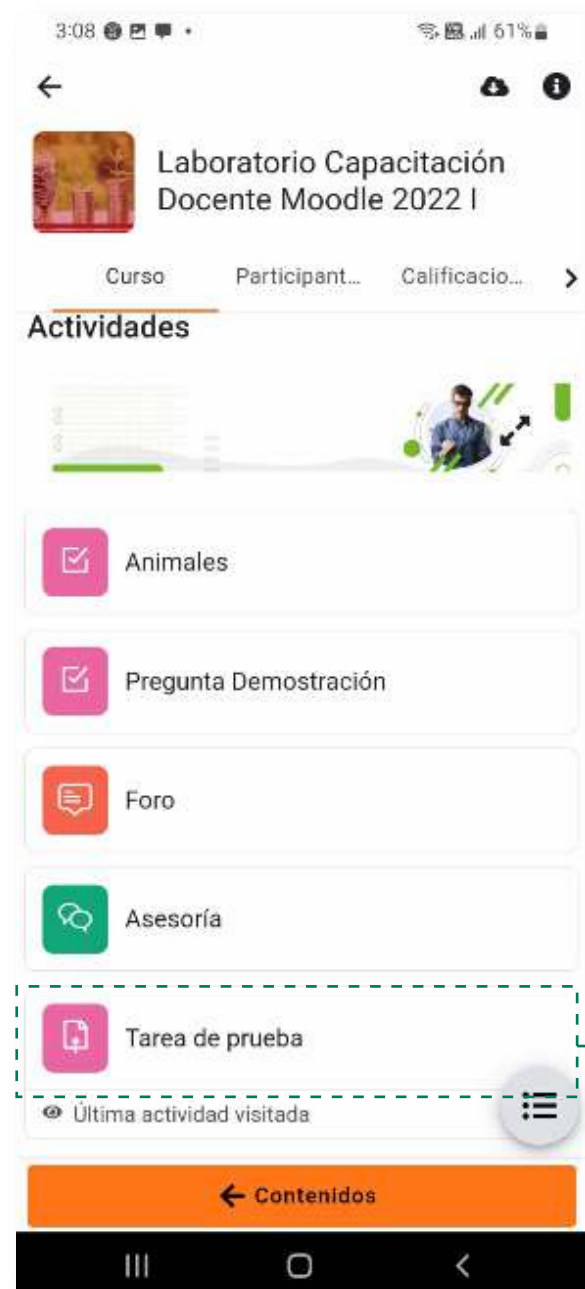 3:08
61%
Laboratorio Capacitación
Docente Moodle 2022 I
Curso Participant... Calificacio...
Actividades
Animales
Pregunta Demostración
Foro
Asesoría
Tarea de prueba
Última actividad visitada
Contenidos